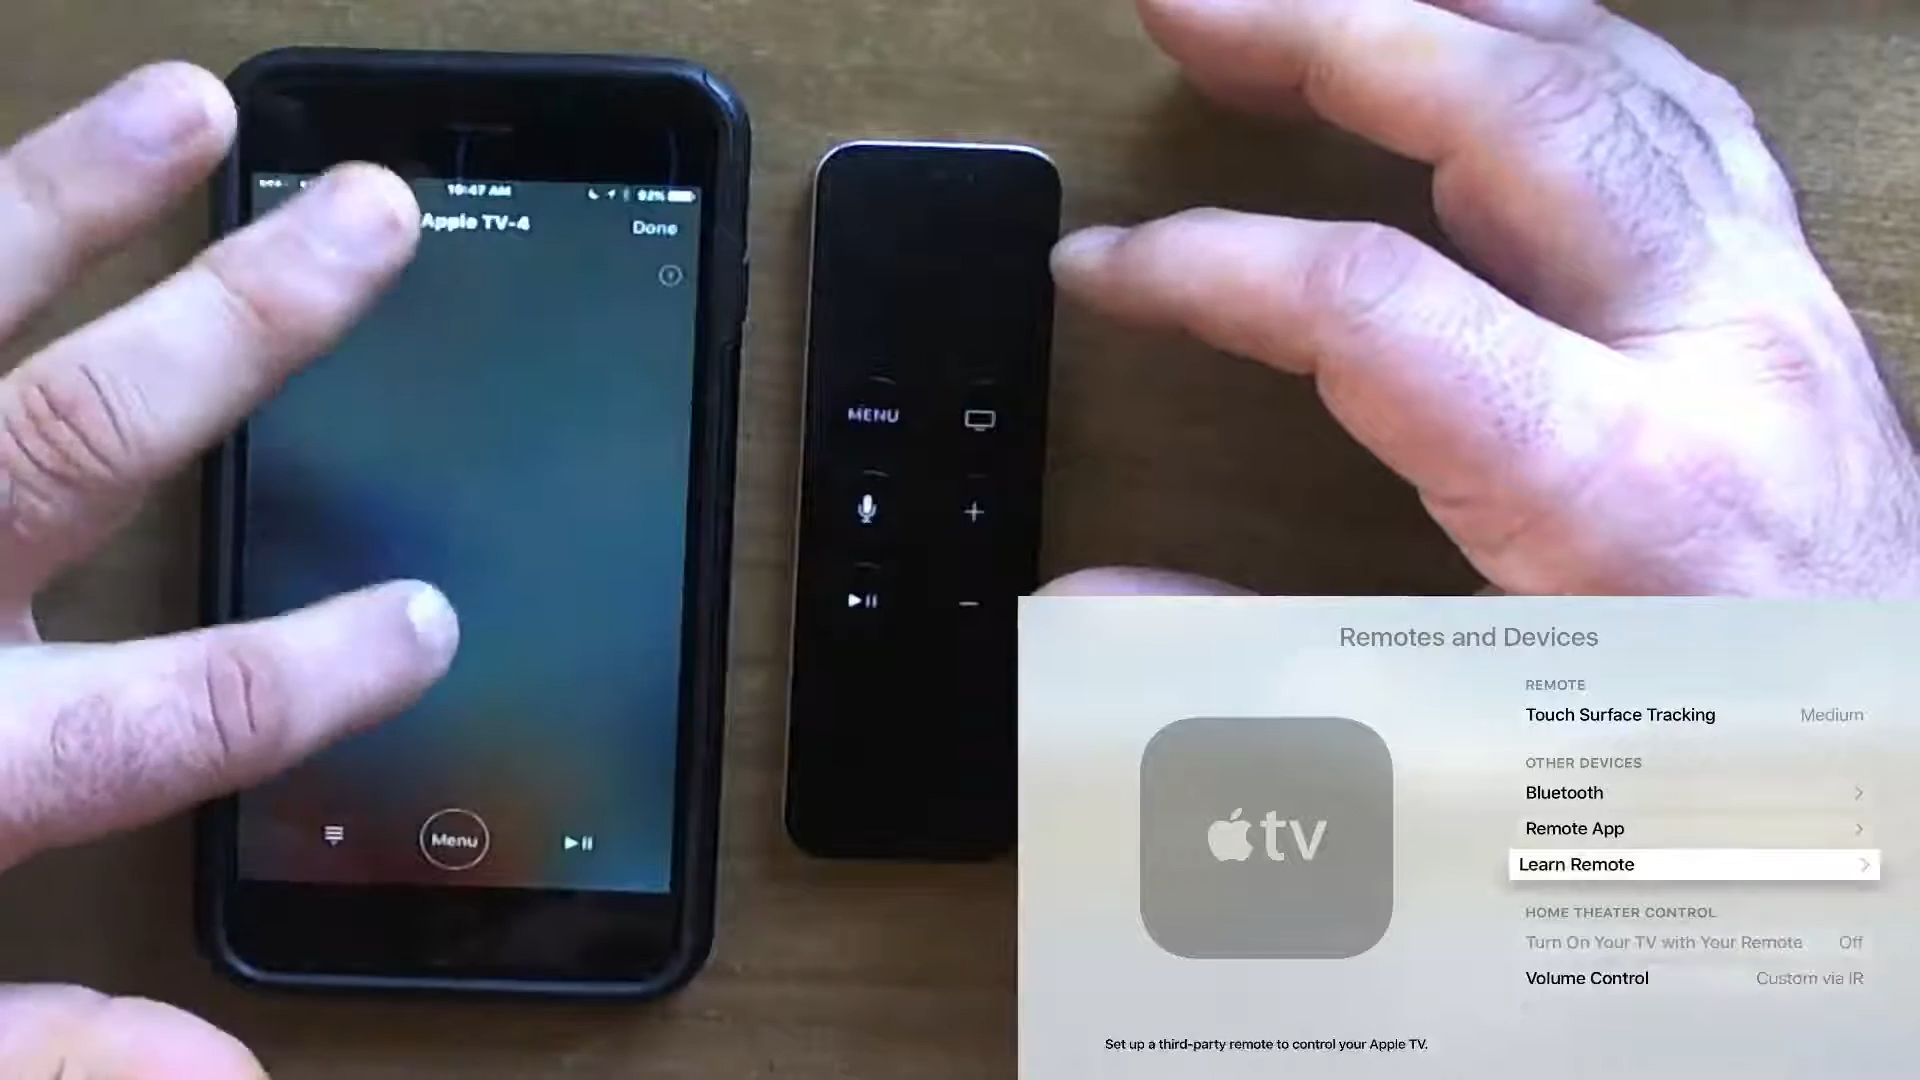 10:47 AM
92%
Apple TV-4
Done
Menu
MENU
Remotes and Devices
REMOTE
Touch Surface Tracking Medium
OTHER DEVICES
Bluetooth
Remote App
Learn Remote
HOME THEATER CONTROL
Turn On Your TV with Your Remote Off
Volume Control Custom via IR
tv
Set up a third-party remote to control your Apple TV.